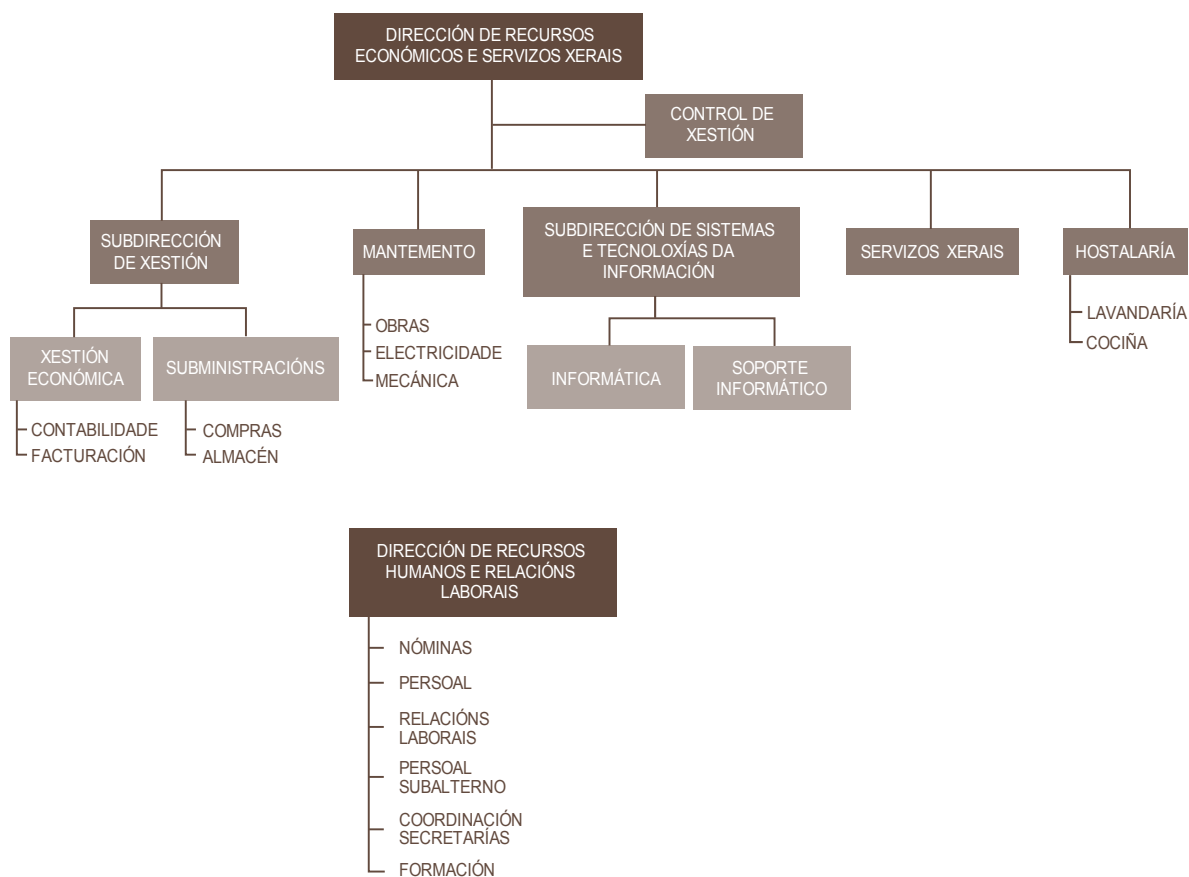 DIRECCIÓN DE RECURSOS
ECONÓMICOS E SERVIZOS XERAIS
CONTROL DE
XESTIÓN
SUBDIRECCIÓN
DE XESTIÓN
MANTEMENTO
SUBDIRECCIÓN DE SISTEMAS
E TECNOLOXÍAS DA
INFORMACIÓN
SERVIZOS XERAIS
HOSTALARÍA
XESTIÓN
ECONÓMICA
SUBMINISTRACIÓNS
OBRAS
ELECTRICIDADE
MECÁNICA
INFORMÁTICA
SOPORTE
INFORMÁTICO
LAVANDARÍA
COCIÑA
CONTABILIDADE
FACTURACIÓN
COMPRAS
ALMACÉN
DIRECCIÓN DE RECURSOS
HUMANOS E RELACIÓNS
LABORAIS
NÓMINAS
PERSOAL
RELACIÓNS
LABORAIS
PERSOAL
SUBALTERNO
COORDINACIÓN
SECRETARÍAS
FORMACIÓN